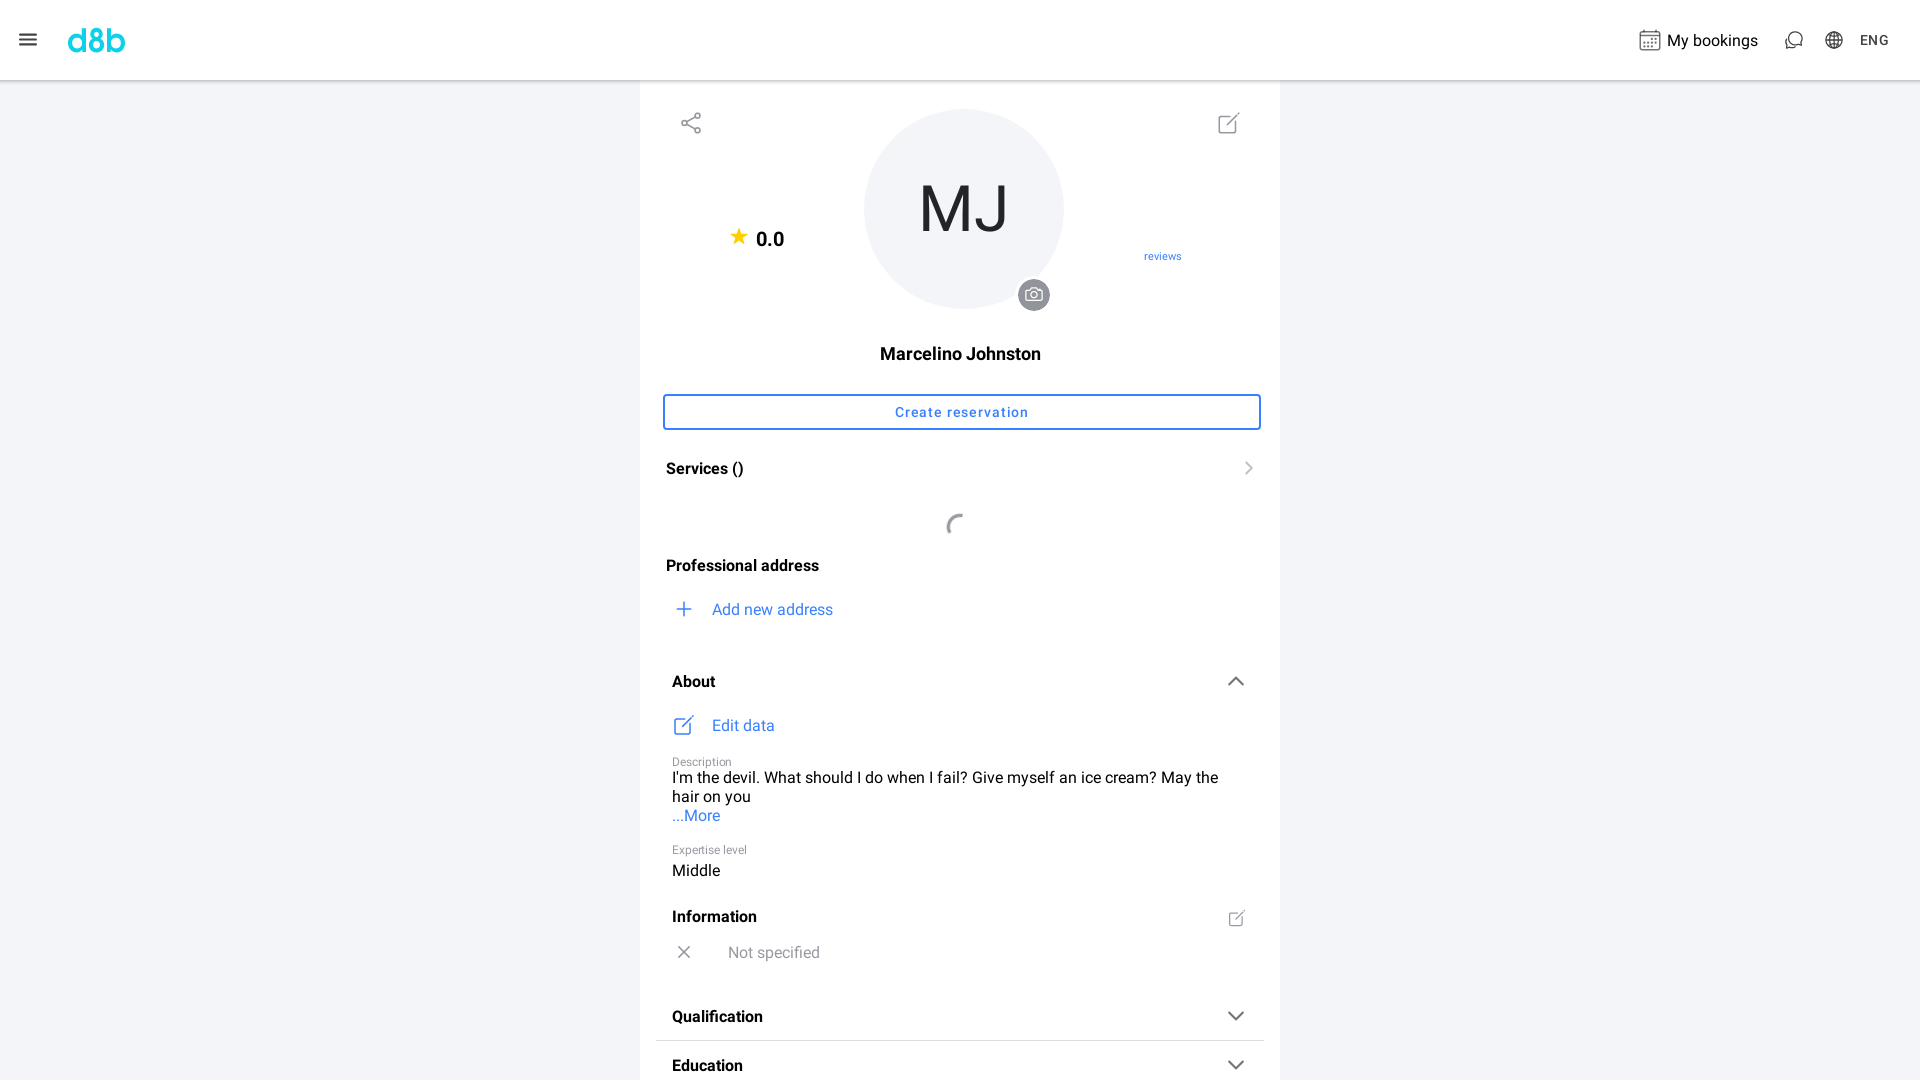 d8b
My bookings
ENG
MJ
0.0
reviews
Marcelino Johnston
Create reservation
Services ()
Professional address
Add new address
About
Edit data
Description
I'm the devil. What should I do when I fail? Give myself an ice cream? May the
hair on you
...More
Expertise level
Middle
Information
Not specified
Qualification
Education